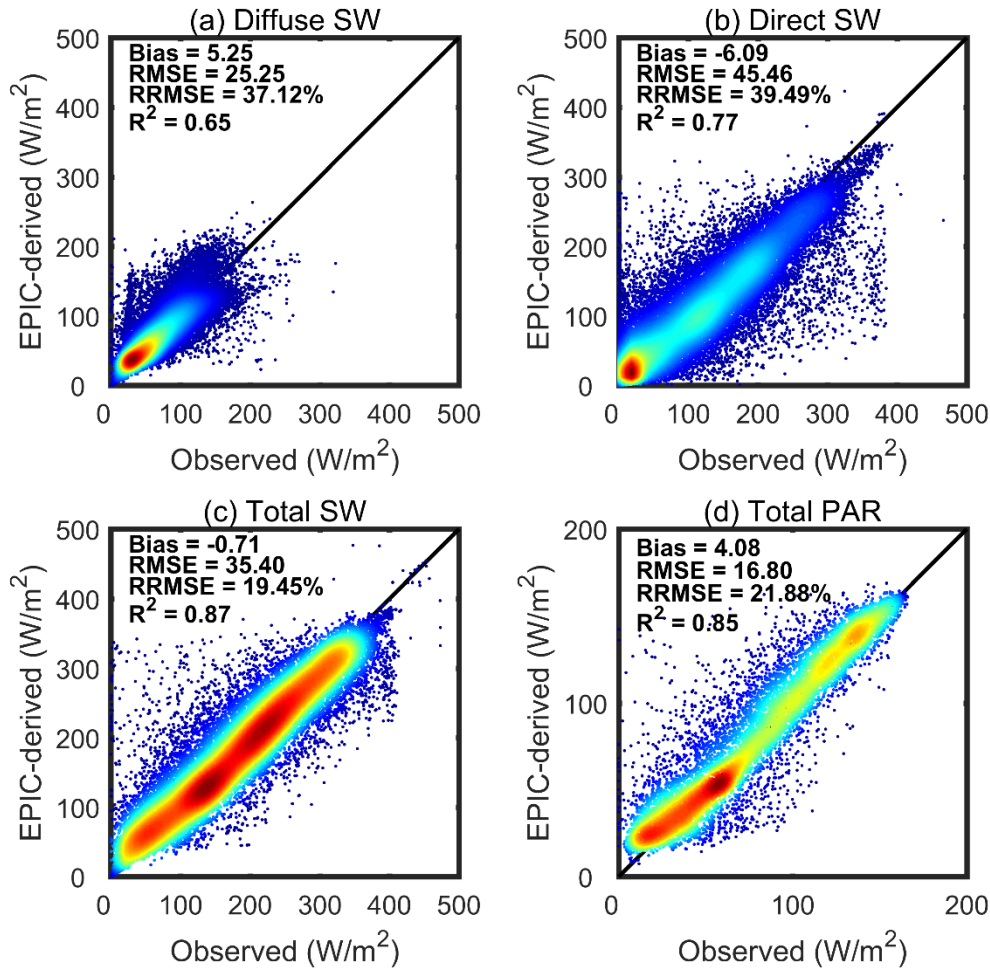 (a) Diffuse SW
Bias = 5.25
RMSE = 25.25
RRMSE = 37.12%
R² = 0.65
EPIC-derived (W/m²)
500
400
300
200
100
0
0 100 200 300 400 500
Observed (W/m²)
(b) Direct SW
Bias = -6.09
RMSE = 45.46
RRMSE = 39.49%
R² = 0.77
EPIC-derived (W/m²)
500
400
300
200
100
0
0 100 200 300 400 500
Observed (W/m²)
(c) Total SW
Bias = -0.71
RMSE = 35.40
RRMSE = 19.45%
R² = 0.87
EPIC-derived (W/m²)
500
400
300
200
100
0
0 100 200 300 400 500
Observed (W/m²)
(d) Total PAR
Bias = 4.08
RMSE = 16.80
RRMSE = 21.88%
R² = 0.85
EPIC-derived (W/m²)
200
100
0
0 100 200
Observed (W/m²)